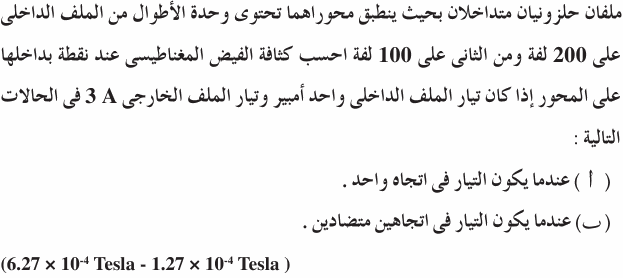 ملفان حلزونيان متداخلان بحيث ينطبق محوراهما تحتوى وحدة الأطوال من الملف الداخلى
على 200 لفة ومن الثانى على 100 لفة احسب كثافة الفيض المغناطيسى عند نقطة بداخلها
على المحور إذا كان تيار الملف الداخلى واحد أمبير وتيار الملف الخارجى 3 A فى الحالات
التالية :
( أ ) عندما يكون التيار فى اتجاه واحد .
(ب) عندما يكون التيار فى اتجاهين متضادين .
(6.27 × 10⁻⁴ Tesla - 1.27 × 10⁻⁴ Tesla )